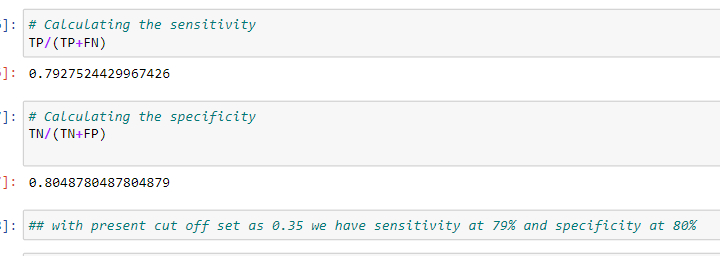 ]: # Calculating the sensitivity
TP/(TP+FN)
]: 0.7927524429967426
]: # Calculating the specificity
TN/(TN+FP)
]: 0.8048780487804879
]: ## with present cut off set as 0.35 we have sensitivity at 79% and specificity at 80%